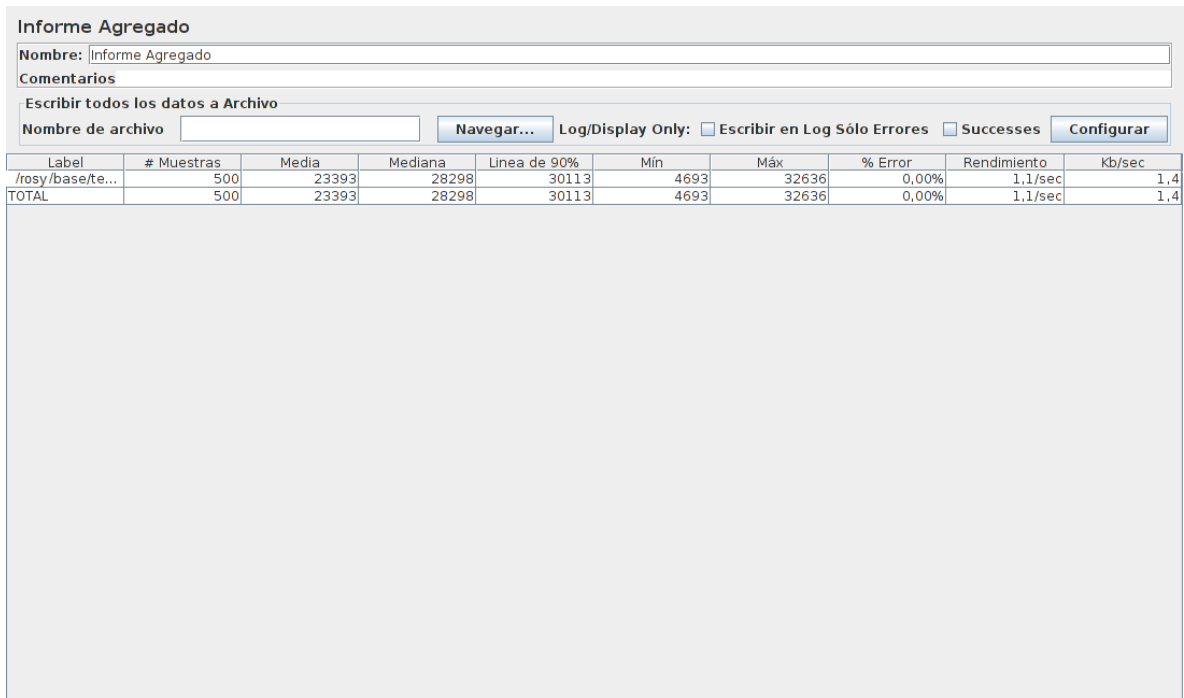 Informe Agregado
Nombre: Informe Agregado
Comentarios
Escribir todos los datos a Archivo
Nombre de archivo Navegar... Log/Display Only: Escribir en Log Sólo Errores Successes Configurar
Label # Muestras Media Mediana Linea de 90% Mín Máx % Error Rendimiento Kb/sec
/rosy/base/te... 500 23393 28298 30113 4693 32636 0,00% 1,1/sec 1,4
TOTAL 500 23393 28298 30113 4693 32636 0,00% 1,1/sec 1,4